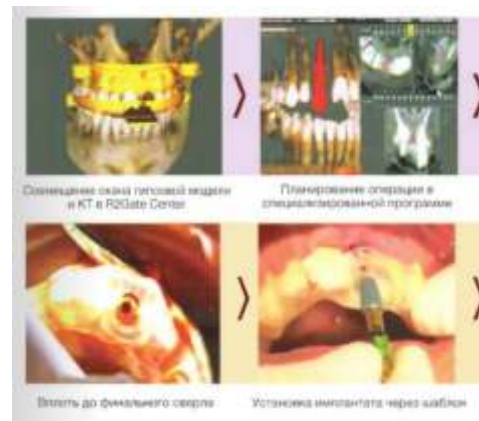 Совмещение скана гипсовой модели
и КТ в R2Gate Center
Планирование операции в
специализированной программе
Вплоть до финального сверла
Установка имплантата через шаблон